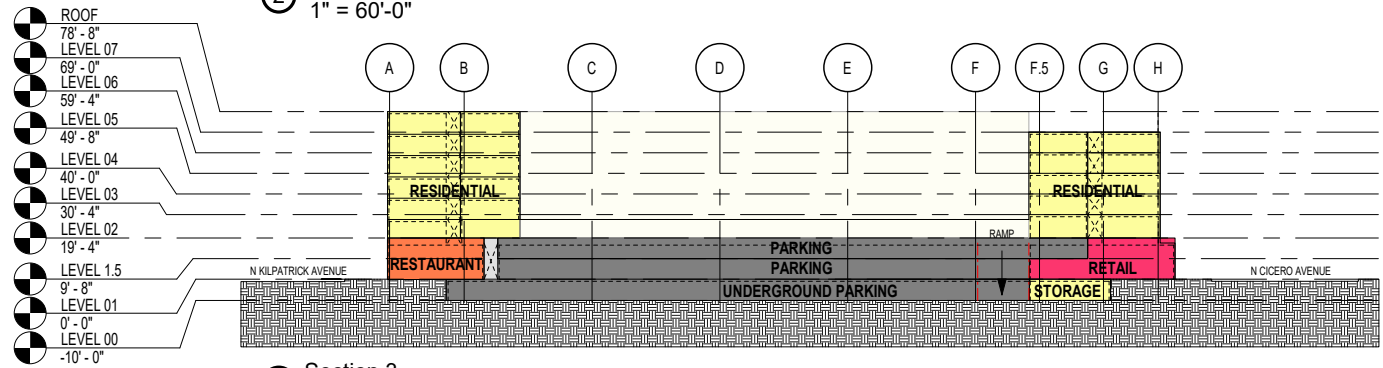 2
1" = 60'-0"
ROOF
78' - 8"
LEVEL 07
69' - 0"
LEVEL 06
59' - 4"
LEVEL 05
49' - 8"
LEVEL 04
40' - 0"
LEVEL 03
30' - 4"
LEVEL 02
19' - 4"
LEVEL 1.5
9' - 8"
LEVEL 01
0' - 0"
LEVEL 00
-10' - 0"
A B C D E F F.5 G H
RESIDENTIAL RESIDENTIAL
RAMP
PARKING
RESTAURANT PARKING RETAIL
N KILPATRICK AVENUE N CICERO AVENUE
UNDERGROUND PARKING STORAGE